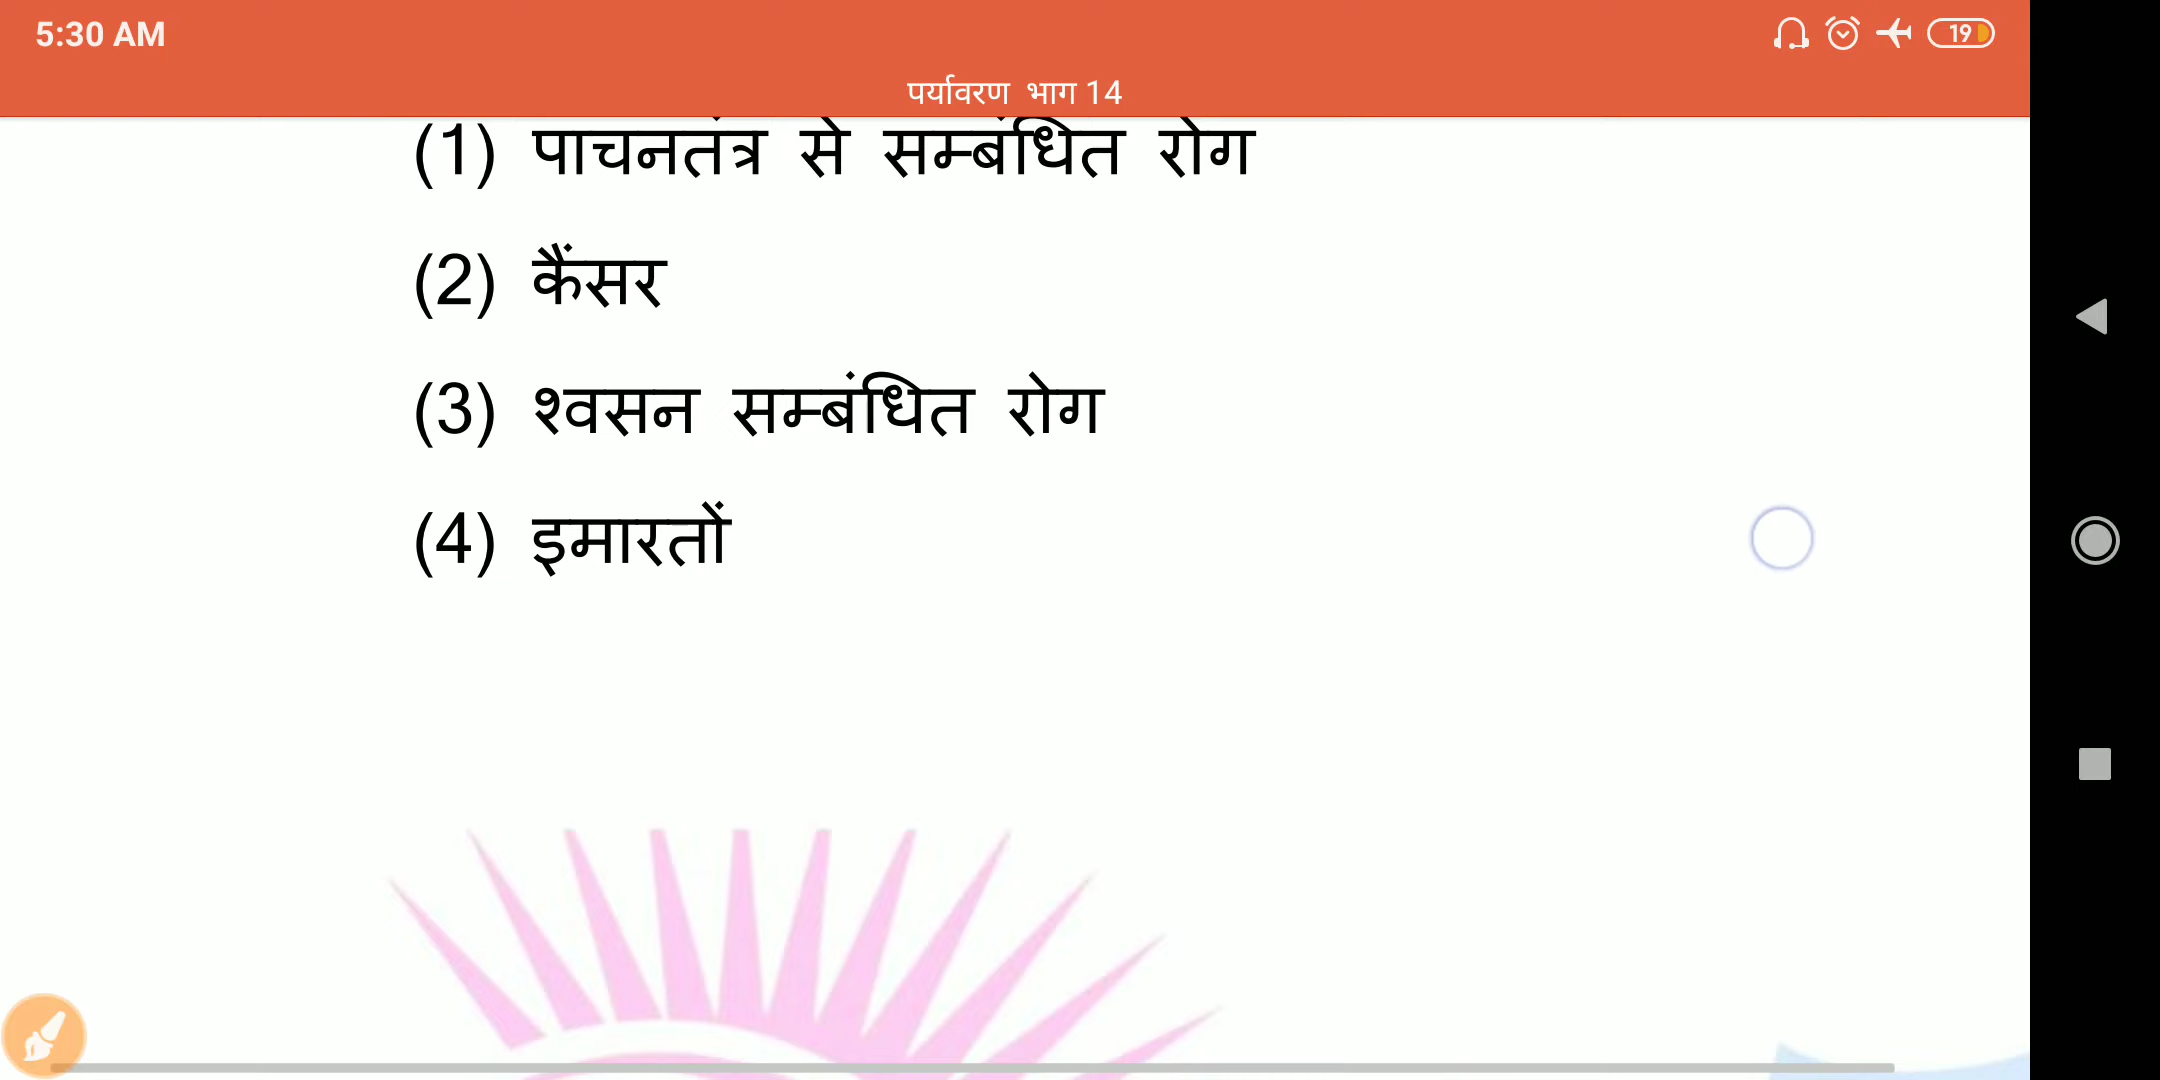 5:30 AM
19
पर्यावरण भाग 14
(1) पाचनतंत्र से सम्बंधित रोग
(2) कैंसर
(3) श्वसन सम्बंधित रोग
(4) इमारतों